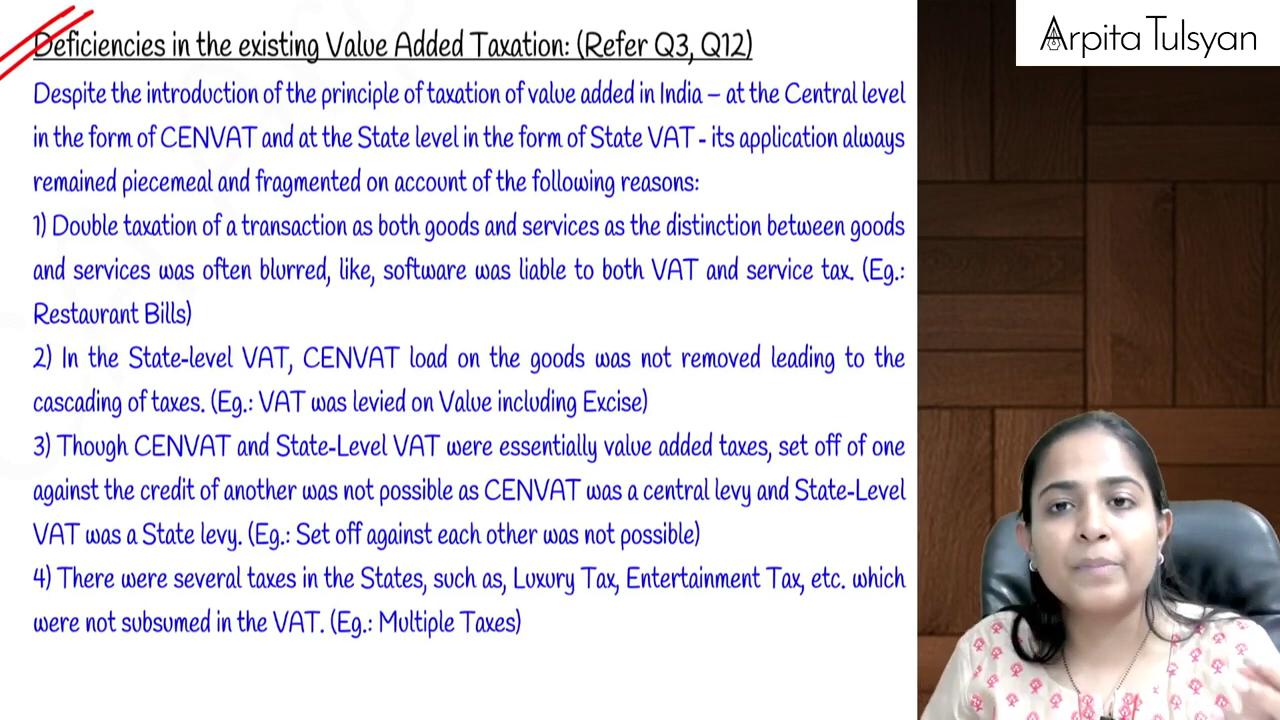 Deficiencies in the existing Value Added Taxation: (Refer Q3, Q12)
Despite the introduction of the principle of taxation of value added in India – at the Central level
in the form of CENVAT and at the State level in the form of State VAT - its application always
remained piecemeal and fragmented on account of the following reasons:
1) Double taxation of a transaction as both goods and services as the distinction between goods
and services was often blurred, like, software was liable to both VAT and service tax. (Eg.:
Restaurant Bills)
2) In the State-level VAT, CENVAT load on the goods was not removed leading to the
cascading of taxes. (Eg.: VAT was levied on Value including Excise)
3) Though CENVAT and State-Level VAT were essentially value added taxes, set off of one
against the credit of another was not possible as CENVAT was a central levy and State-Level
VAT was a State levy. (Eg.: Set off against each other was not possible)
4) There were several taxes in the States, such as, Luxury Tax, Entertainment Tax, etc. which
were not subsumed in the VAT. (Eg.: Multiple Taxes)
Arpita Tulsyan